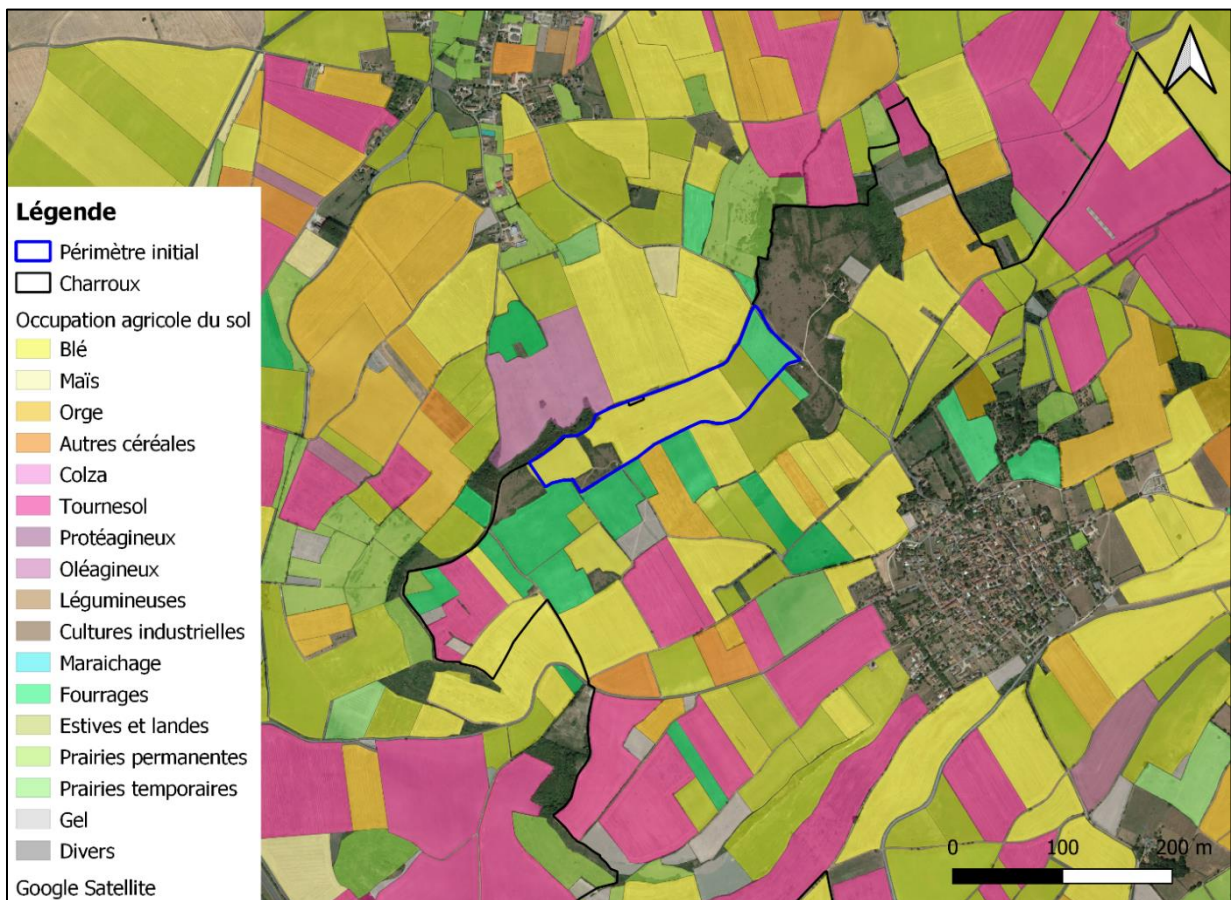 Légende
Périmètre initial
Charroux
Occupation agricole du sol
Blé
Maïs
Orge
Autres céréales
Colza
Tournesol
Protéagineux
Oléagineux
Légumineuses
Cultures industrielles
Maraichage
Fourrages
Estives et landes
Prairies permanentes
Prairies temporaires
Gel
Divers
Google Satellite
0 100 200 m